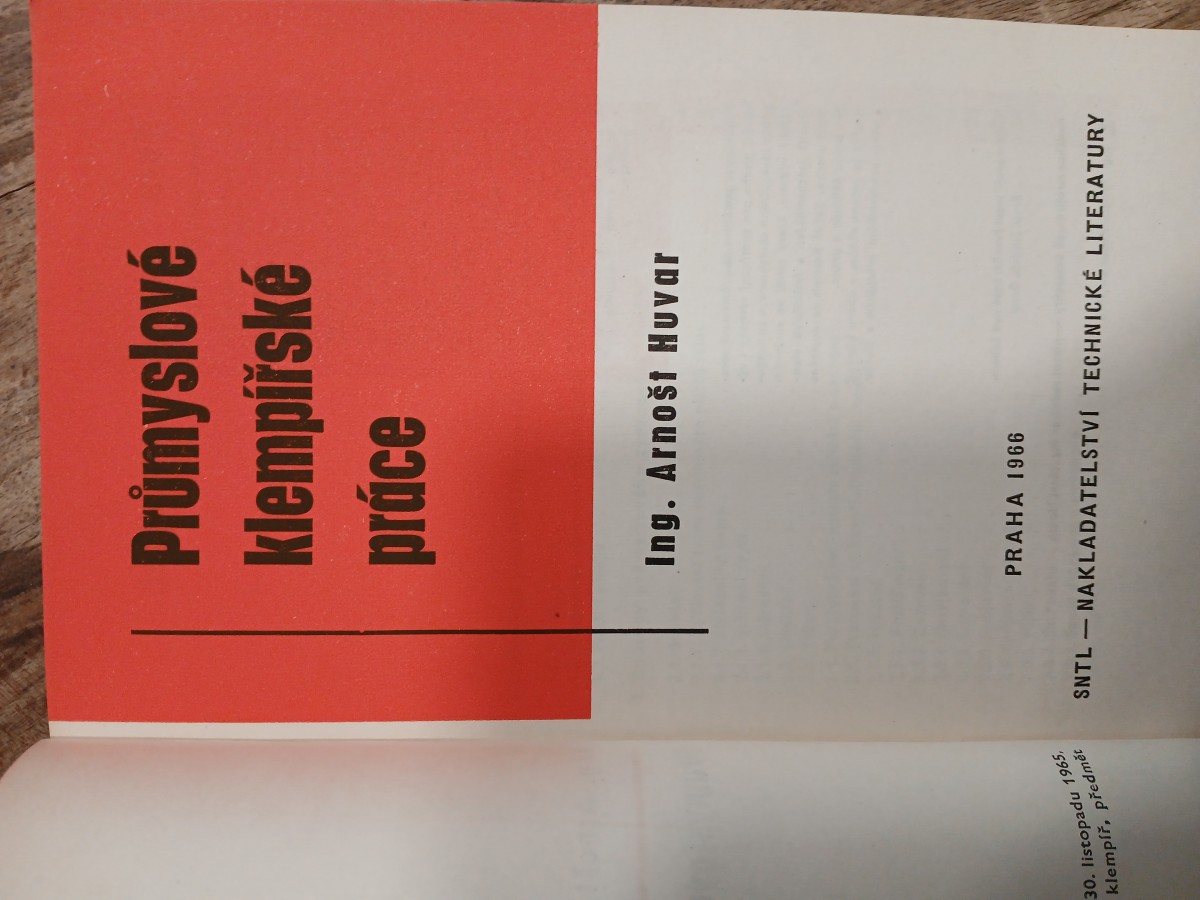 Průmyslové
klempířské
práce
Ing. Arnošt Huvar
PRAHA 1966
SNTL — NAKLADATELSTVÍ TECHNICKÉ LITERATURY
30. listopadu 1965,
klempíř, předmět